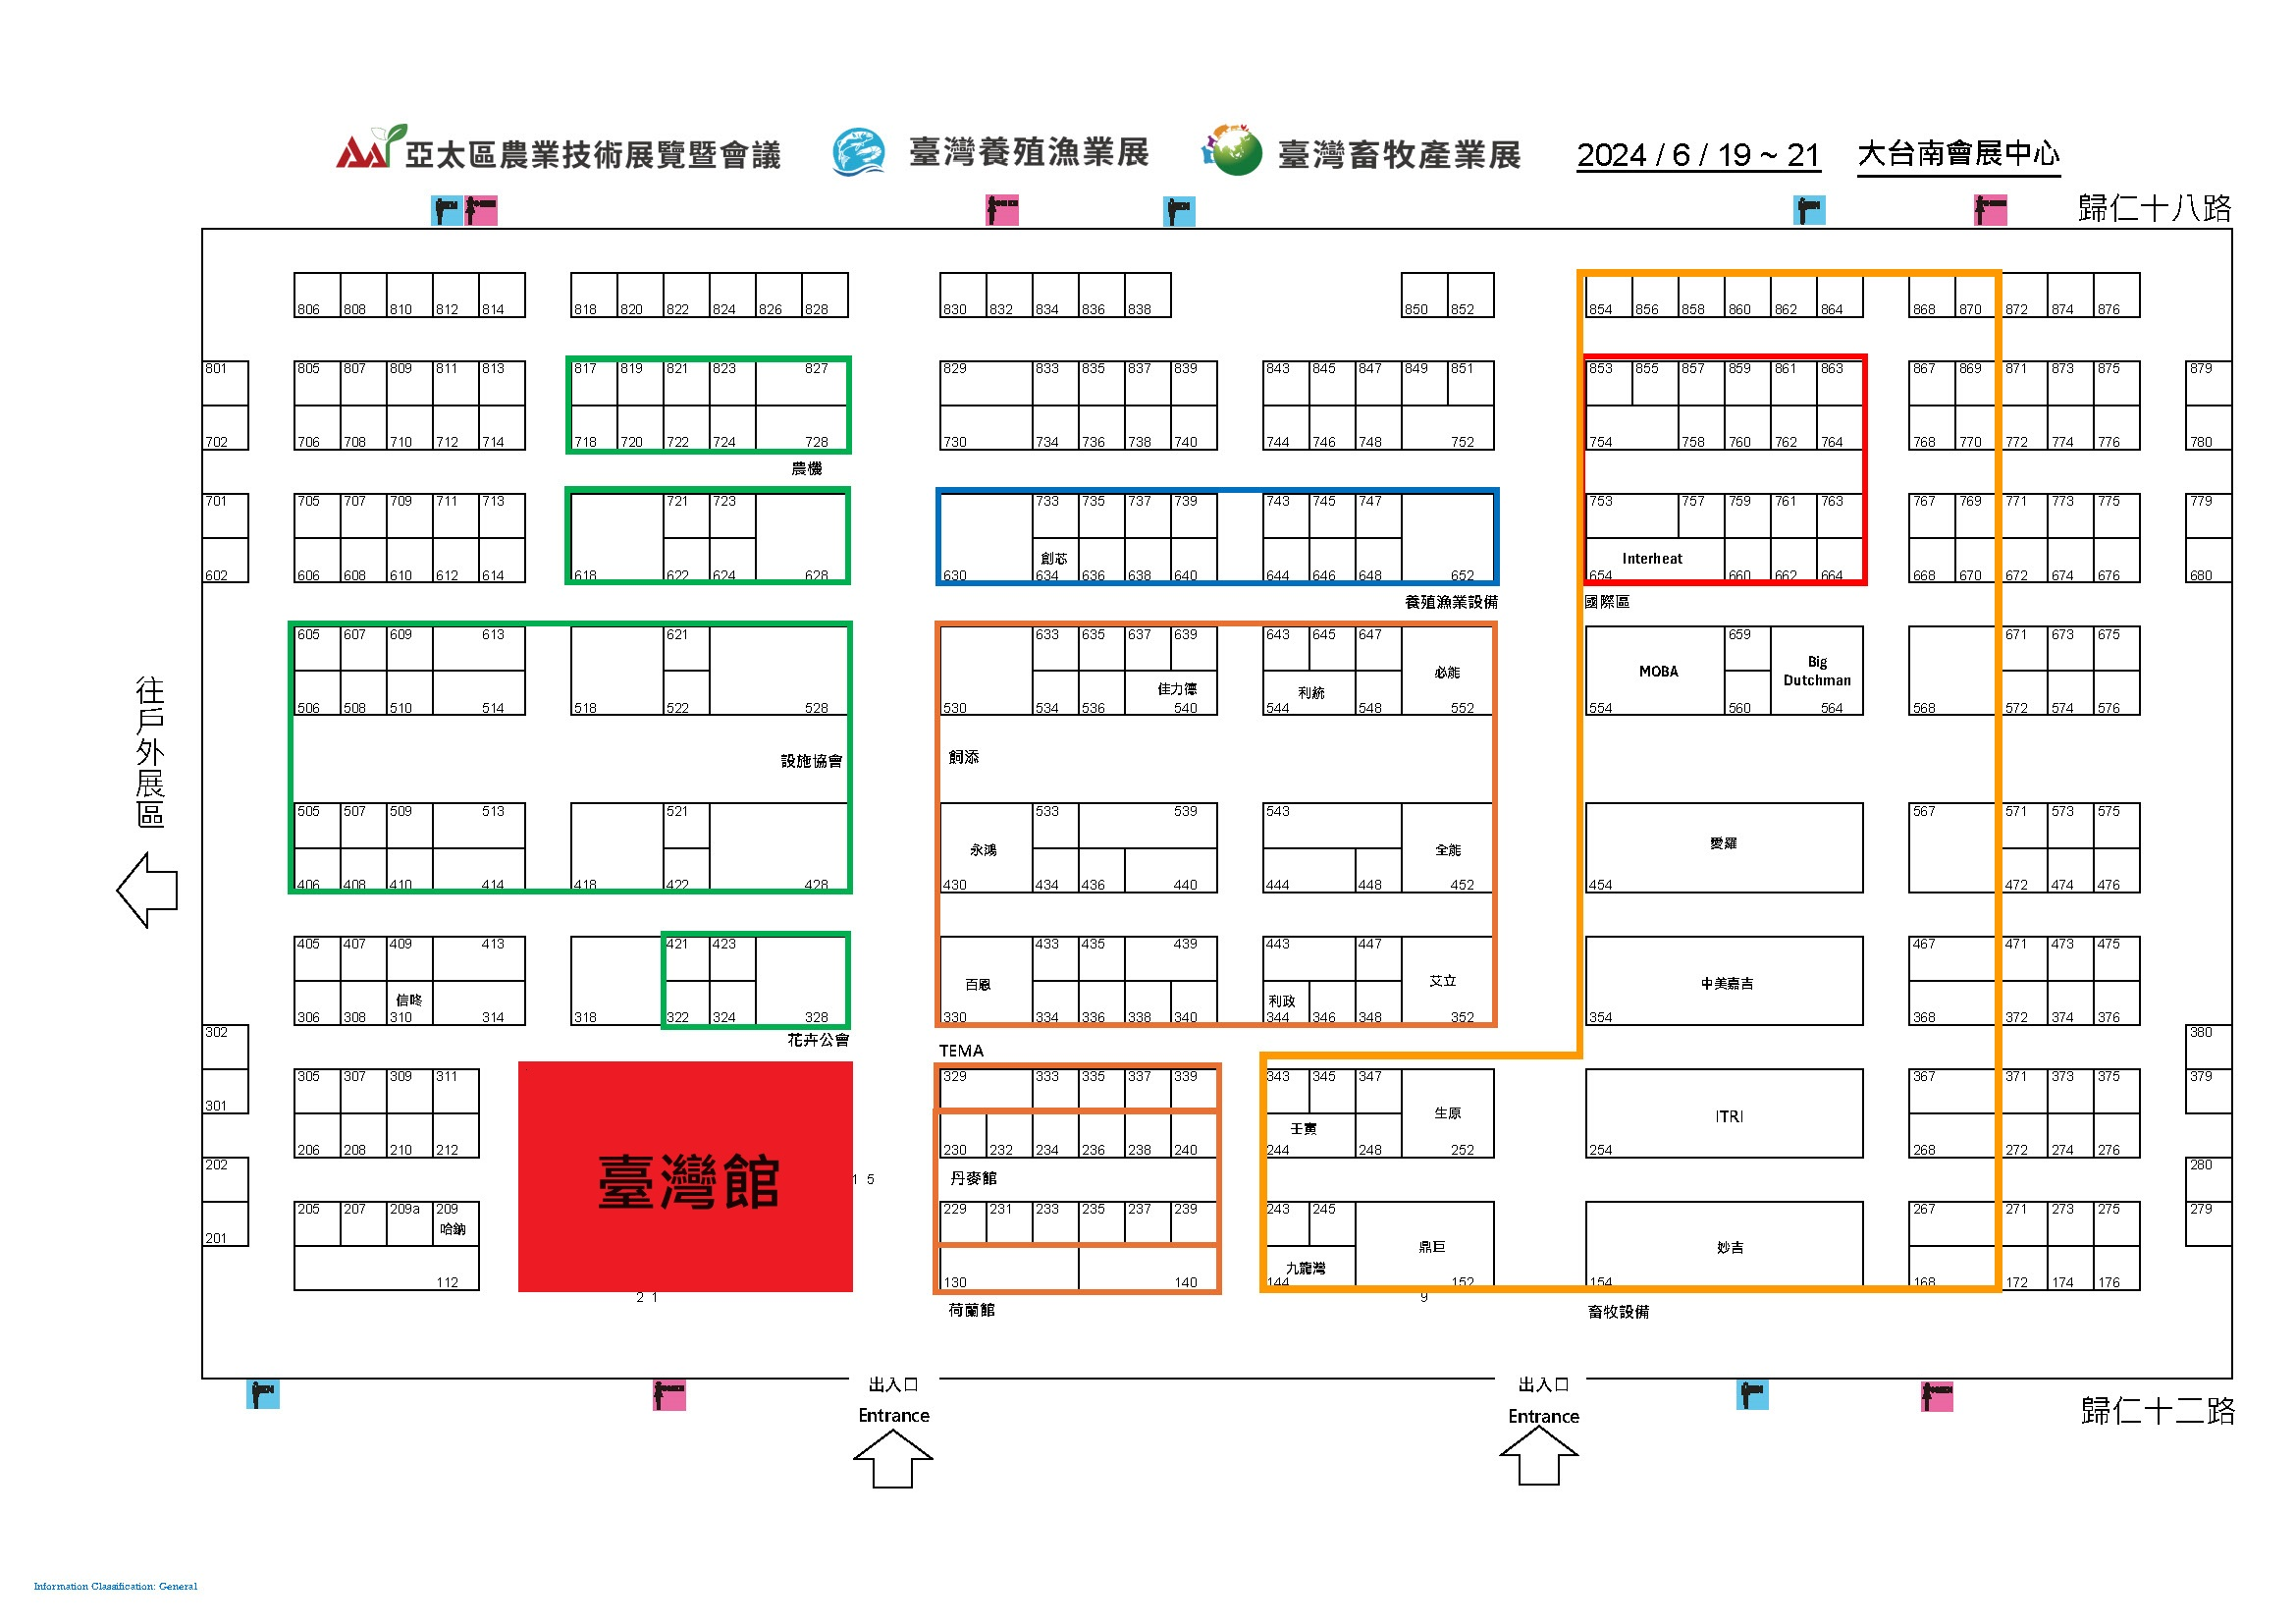 亞太區農業技術展覽暨會議 臺灣養殖漁業展 臺灣畜牧產業展 2024 / 6 / 19 ~ 21 大台南會展中心
歸仁十八路
806 808 810 812 814 818 820 822 824 826 828 830 832 834 836 838 850 852 854 856 858 860 862 864 868 870 872 874 876
801 805 807 809 811 813 817 819 821 823 827 829 833 835 837 839 843 845 847 849 851 853 855 857 859 861 863 867 869 871 873 875 879
702 706 708 710 712 714 718 720 722 724 728 730 734 736 738 740 744 746 748 752 754 758 760 762 764 768 770 772 774 776 780
農機
701 705 707 709 711 713 721 723 733 735 737 739 743 745 747 753 757 759 761 763 767 769 771 773 775 779
創芯 Interheat
602 606 608 610 612 614 618 622 624 628 630 634 636 638 640 644 646 648 652 654 660 662 664 668 670 672 674 676 680
養殖漁業設備 國際區
605 607 609 613 621 633 635 637 639 643 645 647 659 671 673 675
必能 MOBA Big
Dutchman
佳力德 利統
506 508 510 514 518 522 528 530 534 536 540 544 548 552 554 560 564 568 572 574 576
往戶外展區
設施協會 飼添
505 507 509 513 521 533 539 543 567 571 573 575
永鴻 全能 愛羅
406 408 410 414 418 422 428 430 434 436 440 444 448 452 454 472 474 476
405 407 409 413 421 423 433 435 439 443 447 467 471 473 475
信咚 百恩 利政 艾立 中美嘉吉
306 308 310 314 318 322 324 328 330 334 336 338 340 344 346 348 352 354 368 372 374 376
302 花卉公會 380
TEMA
305 307 309 311 329 333 335 337 339 343 345 347 367 371 373 375 379
301 壬寅 生原 ITRI
206 208 210 212 230 232 234 236 238 240 244 248 252 254 268 272 274 276
202 臺灣館 1 5 丹麥館 280
205 207 209a 209 229 231 233 235 237 239 243 245 267 271 273 275 279
201 哈鈉 九龍灣 鼎巨 妙吉
112 130 140 144 152 154 168 172 174 176
2 1 荷蘭館 9 畜牧設備
出入口 出入口
Entrance Entrance
歸仁十二路
Information Classification: General